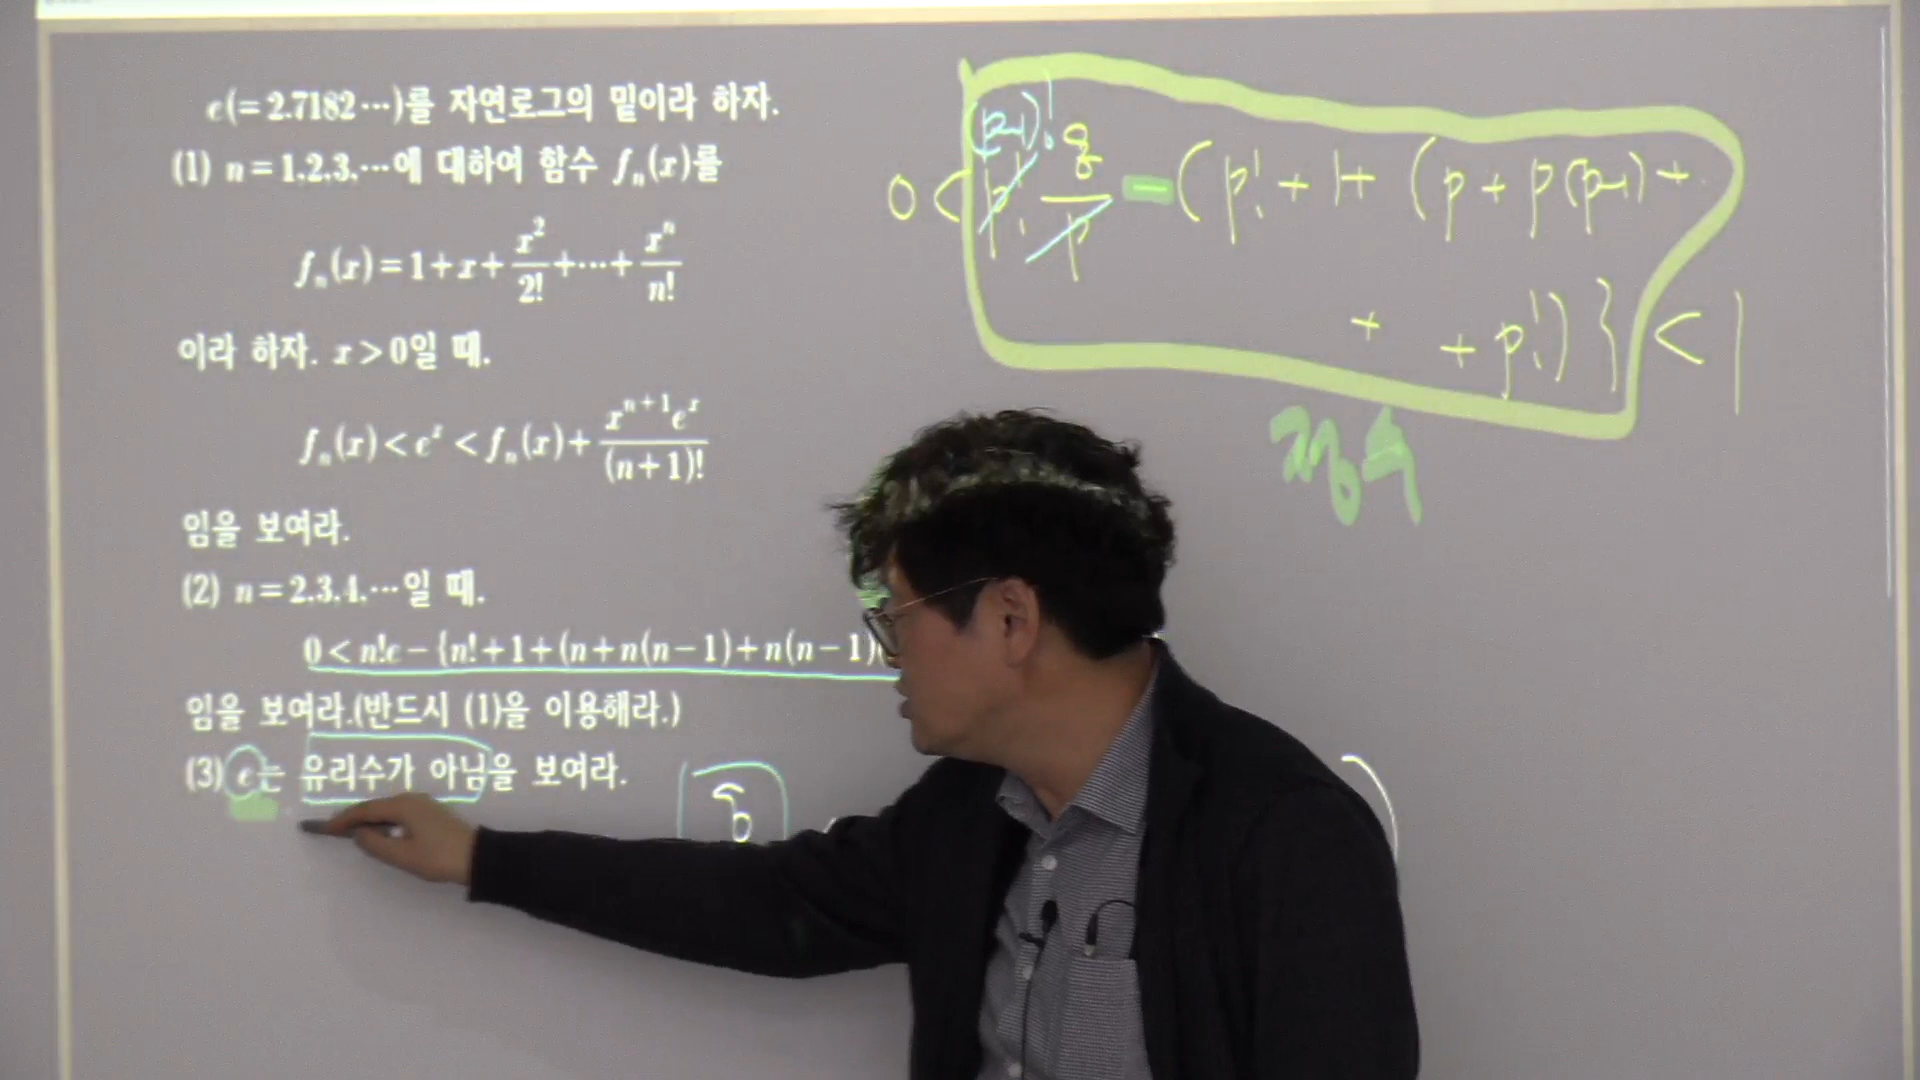 e(=2.7182⋯)를 자연로그의 밑이라 하자.
(1) n=1.2.3.⋯에 대하여 함수 fₙ(x)를
fₙ(x)=1+x+x²/2!+⋯+xⁿ/n!
이라 하자. x>0일 때.
fₙ(x)<eˣ<fₙ(x)+xⁿ⁺¹eˣ/(n+1)!
임을 보여라.
(2) n=2.3.4.⋯일 때.
0<n!e-{n!+1+(n+n(n-1)+n(n-1)(
임을 보여라.(반드시 (1)을 이용해라.)
(3) e는 유리수가 아님을 보여라.
(p-1)!
0 < p! q/p - ( p! + 1 + ( p + p(p-1) +
+ + p!) } < 1
정수